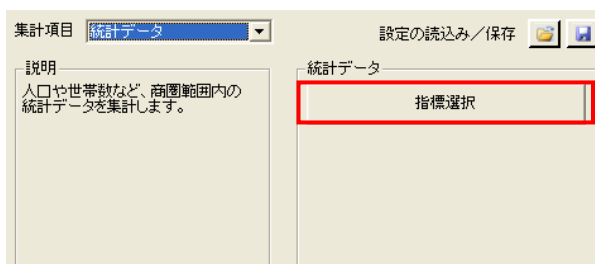 集計項目 統計データ
設定の読込み／保存
説明
人口や世帯数など、商圏範囲内の
統計データを集計します。
統計データ
指標選択